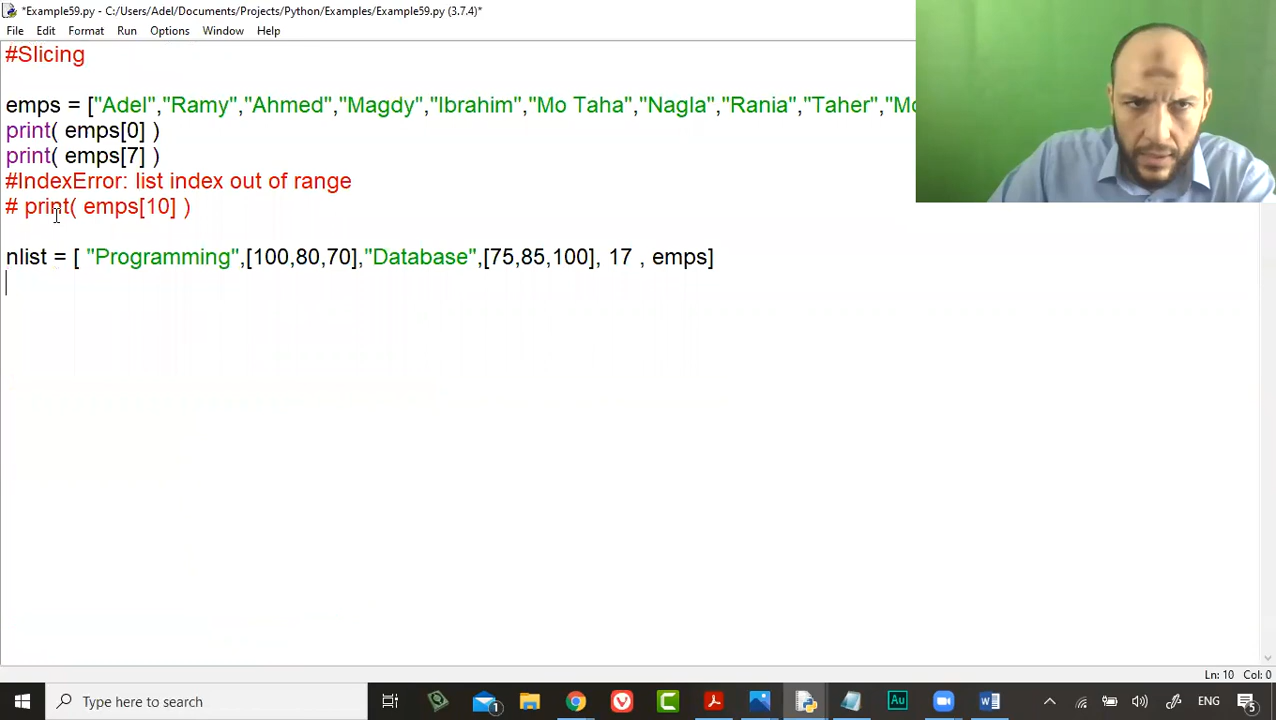 *Example59.py - C:/Users/Adel/Documents/Projects/Python/Examples/Example59.py (3.7.4)*
File Edit Format Run Options Window Help
#Slicing
emps = ["Adel","Ramy","Ahmed","Magdy","Ibrahim","Mo Taha","Nagla","Rania","Taher","Mo
print( emps[0] )
print( emps[7] )
#IndexError: list index out of range
# print( emps[10] )
nlist = [ "Programming",[100,80,70],"Database",[75,85,100], 17 , emps]
Ln: 10 Col: 0
Type here to search
1
ENG
5